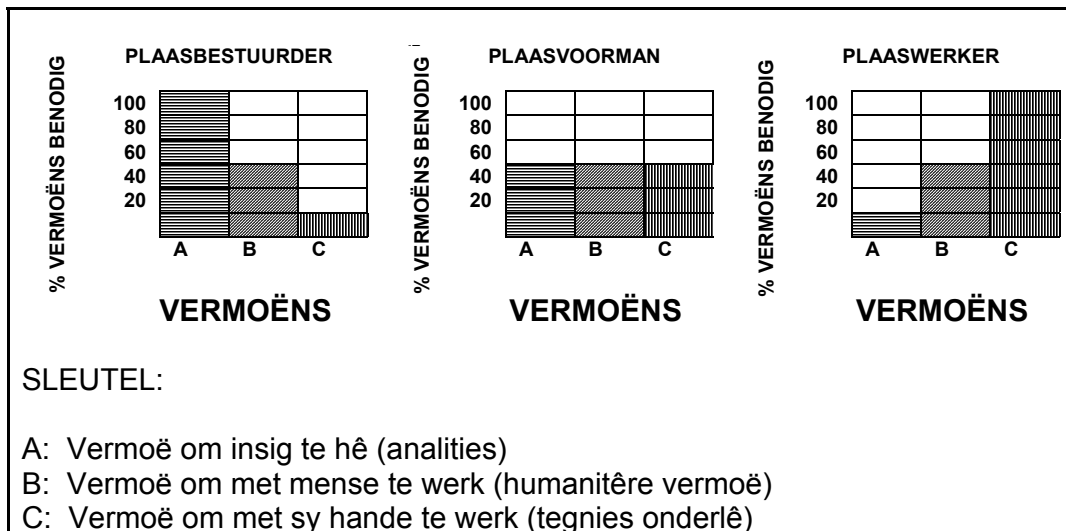 PLAASBESTUURDER
% VERMOËNS BENODIG
100
80
60
40
20
A B C
VERMOËNS
PLAASVOORMAN
% VERMOËNS BENODIG
100
80
60
40
20
A B C
VERMOËNS
PLAASWERKER
% VERMOËNS BENODIG
100
80
60
40
20
A B C
VERMOËNS
SLEUTEL:
A: Vermoë om insig te hê (analities)
B: Vermoë om met mense te werk (humanitêre vermoë)
C: Vermoë om met sy hande te werk (tegnies onderlê)